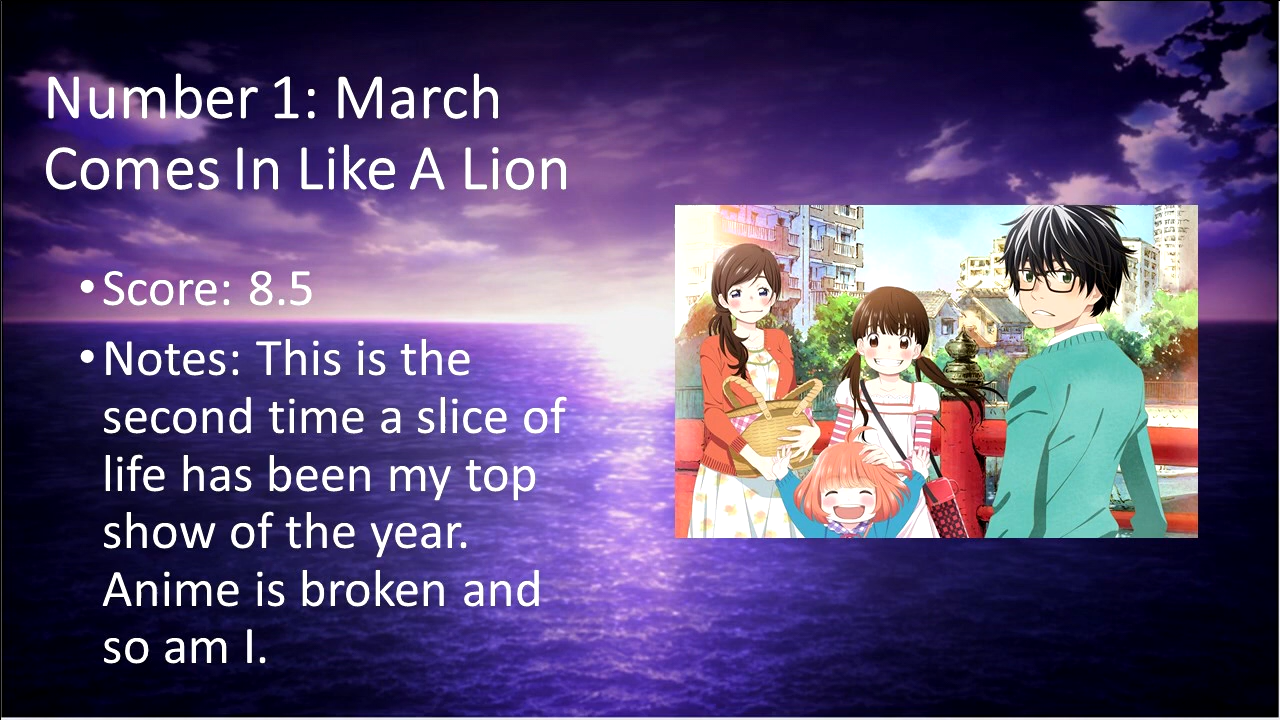 Number 1: March
Comes In Like A Lion
•Score: 8.5
•Notes: This is the
second time a slice of
life has been my top
show of the year.
Anime is broken and
so am I.